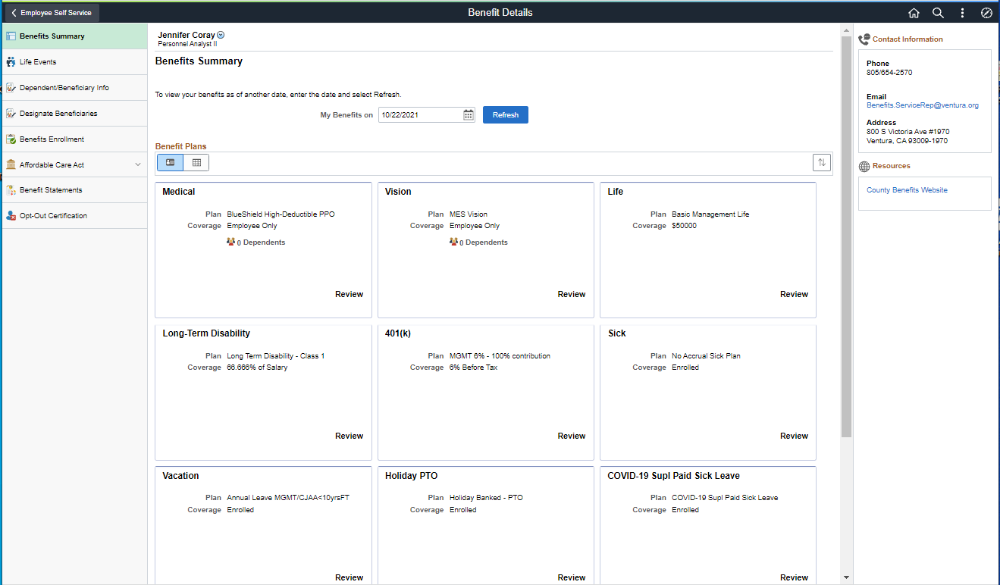 Employee Self Service
Benefit Details
Benefits Summary
Life Events
Dependent/Beneficiary Info
Designate Beneficiaries
Benefits Enrollment
Affordable Care Act
Benefit Statements
Opt-Out Certification
Jennifer Coray
Personnel Analyst II
Benefits Summary
To view your benefits as of another date, enter the date and select Refresh.
My Benefits on 10/22/2021 Refresh
Benefit Plans
Medical
Plan BlueShield High-Deductible PPO
Coverage Employee Only
0 Dependents
Review
Vision
Plan MES Vision
Coverage Employee Only
0 Dependents
Review
Life
Plan Basic Management Life
Coverage $50000
Review
Long-Term Disability
Plan Long Term Disability - Class 1
Coverage 66.666% of Salary
Review
401(k)
Plan MGMT 6% - 100% contribution
Coverage 6% Before Tax
Review
Sick
Plan No Accrual Sick Plan
Coverage Enrolled
Review
Vacation
Plan Annual Leave MGMT/CJAA<10yrsFT
Coverage Enrolled
Review
Holiday PTO
Plan Holiday Banked - PTO
Coverage Enrolled
Review
COVID-19 Supl Paid Sick Leave
Plan COVID-19 Supl Paid Sick Leave
Coverage Enrolled
Review
Contact Information
Phone
805/654-2570
Email
Benefits.ServiceRep@ventura.org
Address
800 S Victoria Ave #1970
Ventura, CA 93009-1970
Resources
County Benefits Website